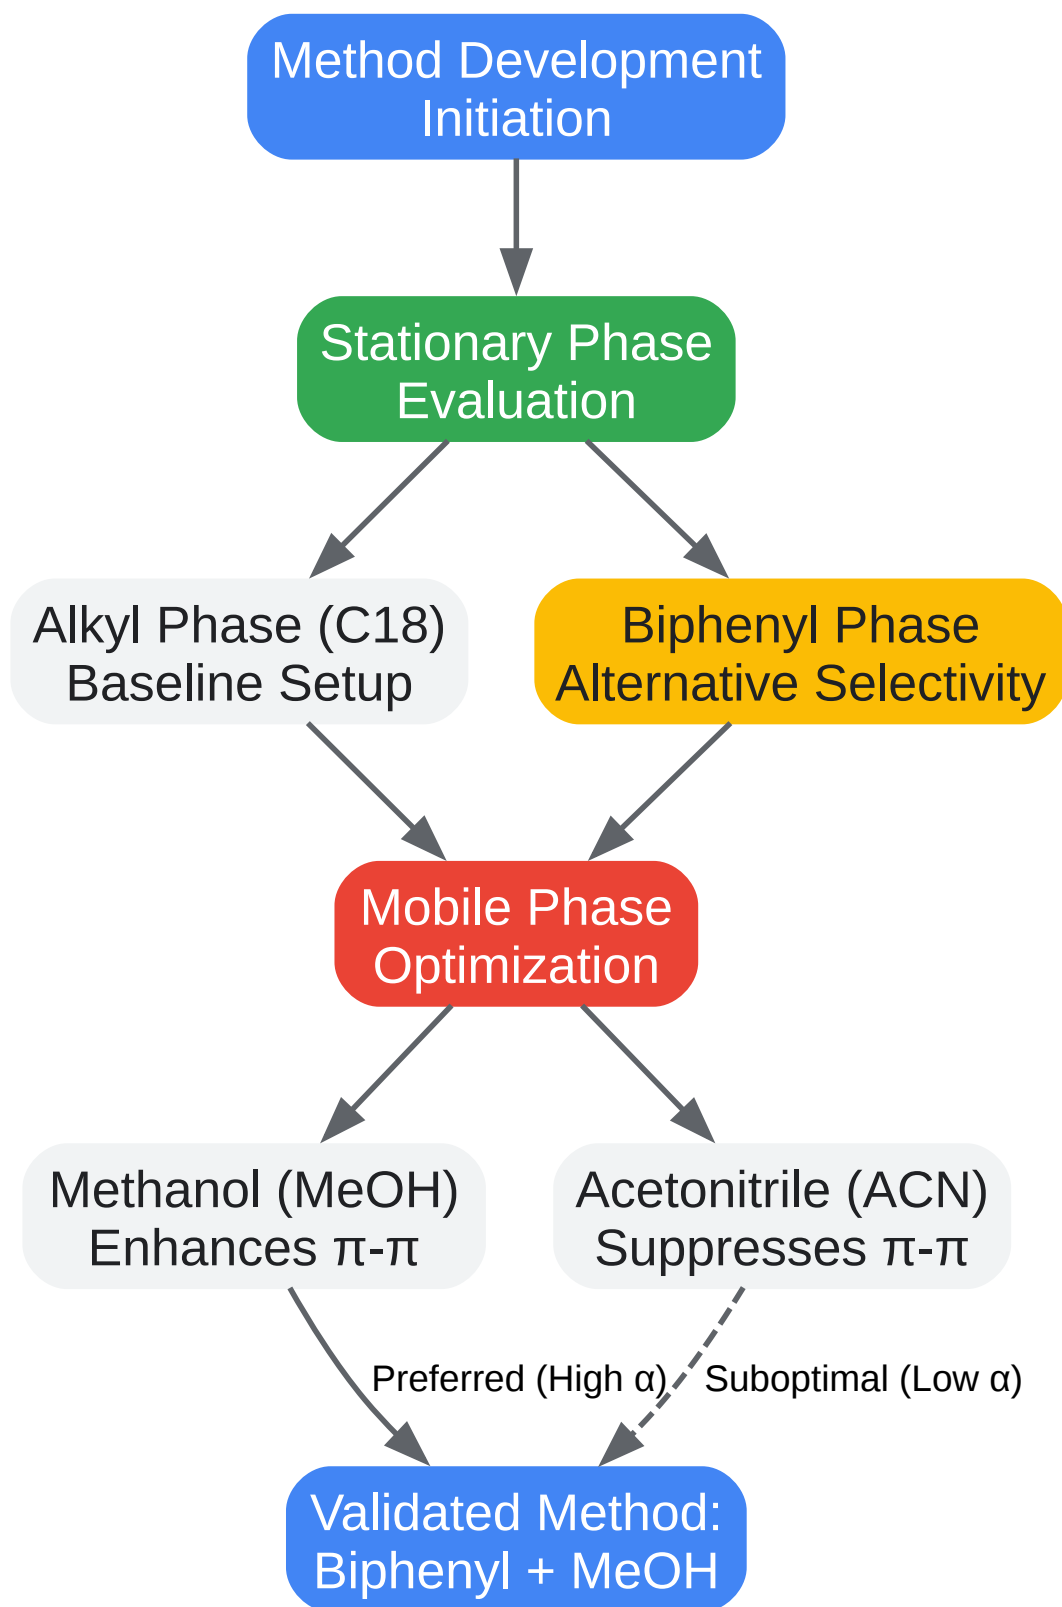 Method Development
Initiation
Stationary Phase
Evaluation
Alkyl Phase (C18)
Baseline Setup
Biphenyl Phase
Alternative Selectivity
Mobile Phase
Optimization
Methanol (MeOH)
Enhances π-π
Acetonitrile (ACN)
Suppresses π-π
Preferred (High α)
Suboptimal (Low α)
Validated Method:
Biphenyl + MeOH